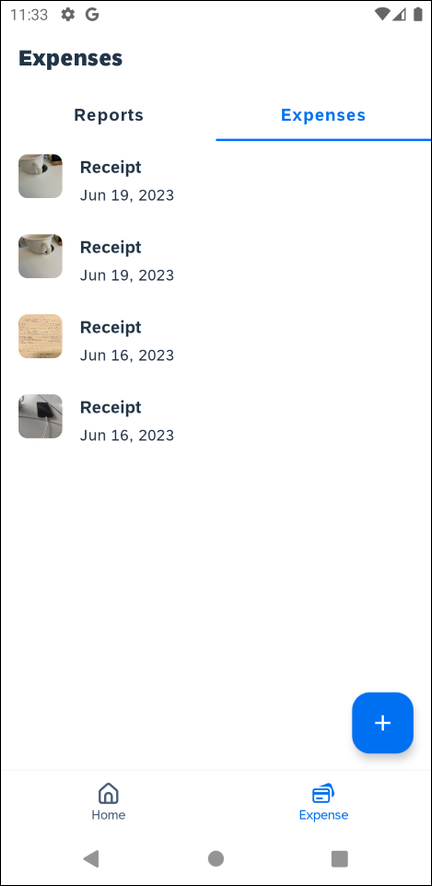 11:33
Expenses
Reports
Expenses
Receipt
Jun 19, 2023
Receipt
Jun 19, 2023
Receipt
Jun 16, 2023
Receipt
Jun 16, 2023
Home
Expense